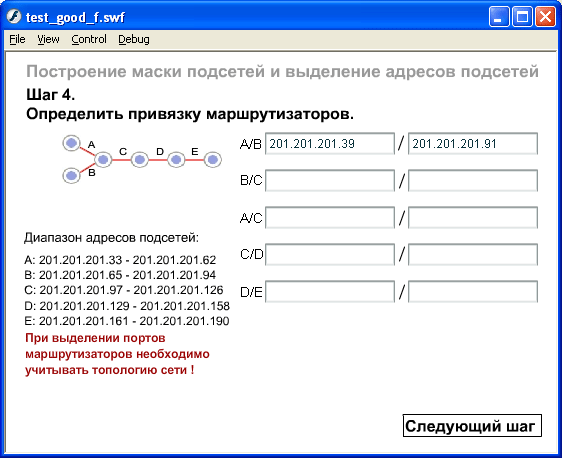 test_good_f.swf
File View Control Debug
Построение маски подсетей и выделение адресов подсетей
Шаг 4.
Определить привязку маршрутизаторов.
A
B
C
D
E
A/B 201.201.201.39 / 201.201.201.91
B/C /
A/C /
C/D /
D/E /
Диапазон адресов подсетей:
A: 201.201.201.33 - 201.201.201.62
B: 201.201.201.65 - 201.201.201.94
C: 201.201.201.97 - 201.201.201.126
D: 201.201.201.129 - 201.201.201.158
E: 201.201.201.161 - 201.201.201.190
При выделении портов
маршрутизаторов необходимо
учитывать топологию сети !
Следующий шаг